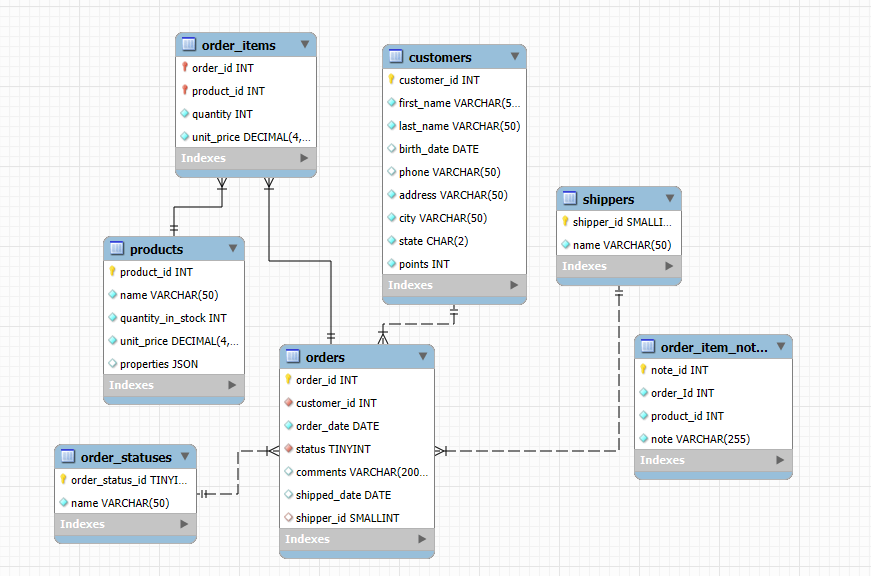 order_items
order_id INT
product_id INT
quantity INT
unit_price DECIMAL(4,...
Indexes
customers
customer_id INT
first_name VARCHAR(5...
last_name VARCHAR(50)
birth_date DATE
phone VARCHAR(50)
address VARCHAR(50)
city VARCHAR(50)
state CHAR(2)
points INT
Indexes
shippers
shipper_id SMALLI...
name VARCHAR(50)
Indexes
products
product_id INT
name VARCHAR(50)
quantity_in_stock INT
unit_price DECIMAL(4,...
properties JSON
Indexes
orders
order_id INT
customer_id INT
order_date DATE
status TINYINT
comments VARCHAR(200...
shipped_date DATE
shipper_id SMALLINT
Indexes
order_item_not...
note_id INT
order_Id INT
product_id INT
note VARCHAR(255)
Indexes
order_statuses
order_status_id TINYI...
name VARCHAR(50)
Indexes